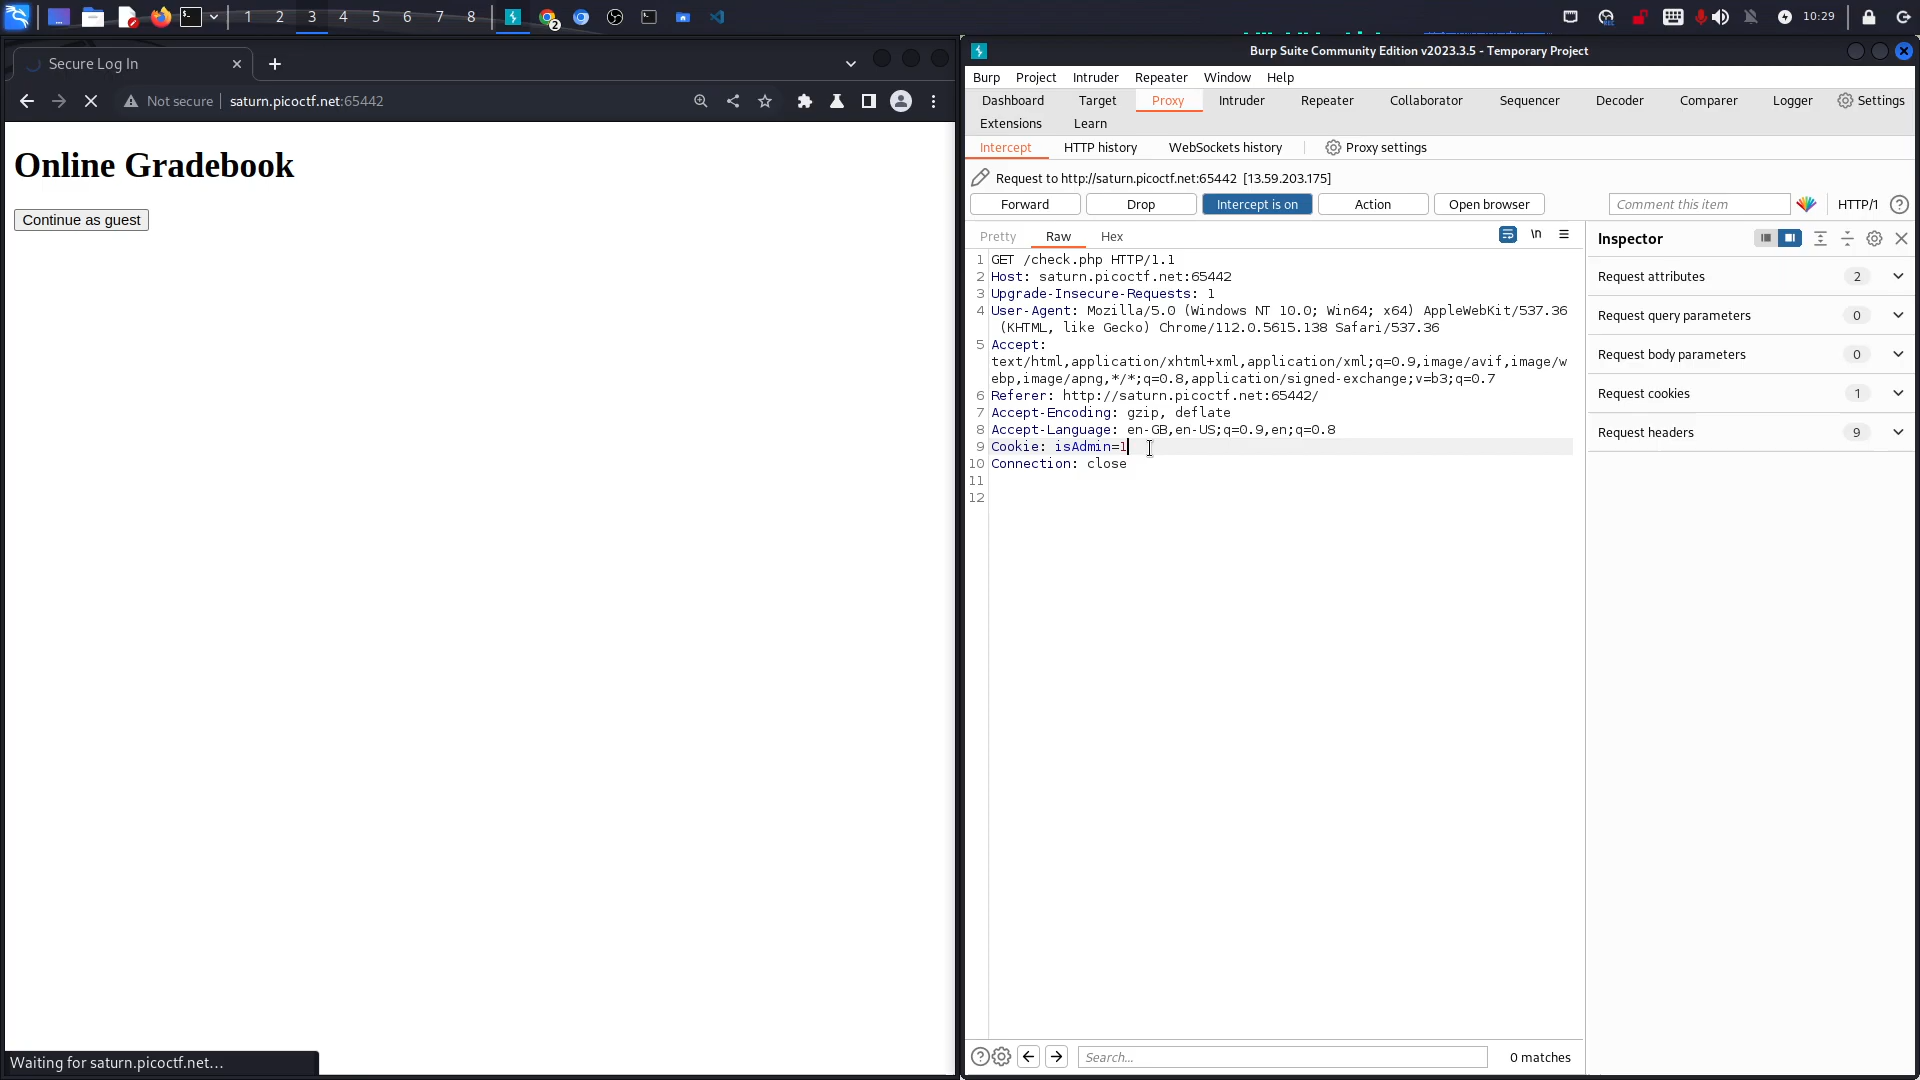 1 2 3 4 5 6 7 8
2
REC
10:29
Secure Log In
Not secure
saturn.picoctf.net:65442
Online Gradebook
Continue as guest
Waiting for saturn.picoctf.net...
Burp Suite Community Edition v2023.3.5 - Temporary Project
Burp Project Intruder Repeater Window Help
Dashboard Target Proxy Intruder Repeater Collaborator Sequencer Decoder Comparer Logger Settings
Extensions Learn
Intercept HTTP history WebSockets history Proxy settings
Request to http://saturn.picoctf.net:65442 [13.59.203.175]
Forward Drop Intercept is on Action Open browser Comment this item HTTP/1 ?
Pretty Raw Hex \n
1 GET /check.php HTTP/1.1
2 Host: saturn.picoctf.net:65442
3 Upgrade-Insecure-Requests: 1
4 User-Agent: Mozilla/5.0 (Windows NT 10.0; Win64; x64) AppleWebKit/537.36
(KHTML, like Gecko) Chrome/112.0.5615.138 Safari/537.36
5 Accept:
text/html,application/xhtml+xml,application/xml;q=0.9,image/avif,image/w
ebp,image/apng,*/*;q=0.8,application/signed-exchange;v=b3;q=0.7
6 Referer: http://saturn.picoctf.net:65442/
7 Accept-Encoding: gzip, deflate
8 Accept-Language: en-GB,en-US;q=0.9,en;q=0.8
9 Cookie: isAdmin=1
10 Connection: close
11
12
Inspector
Request attributes 2
Request query parameters 0
Request body parameters 0
Request cookies 1
Request headers 9
? Search... 0 matches